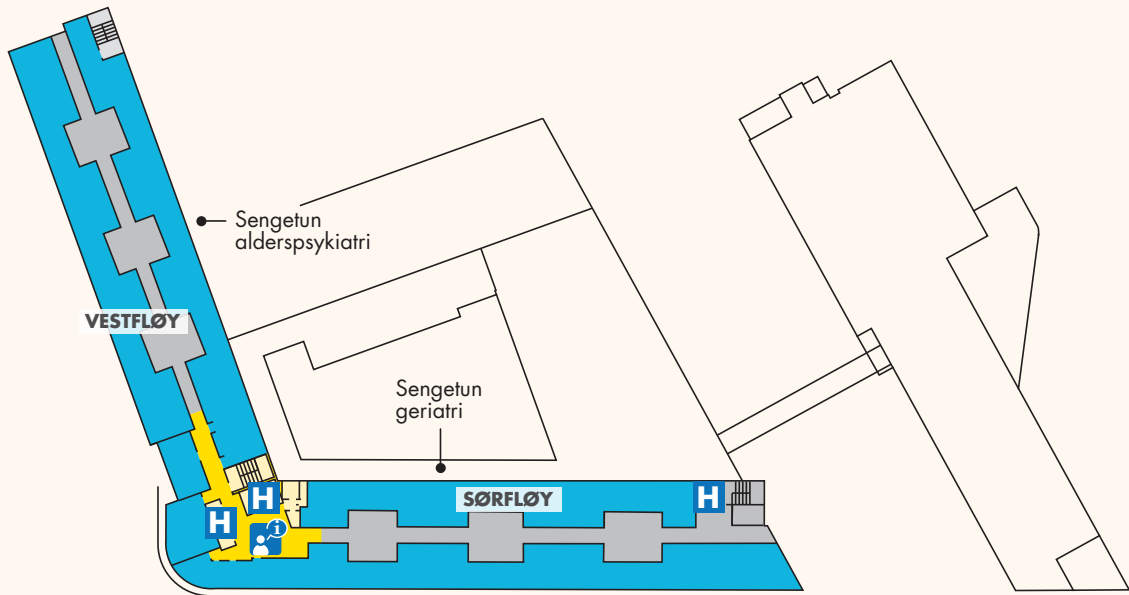 Sengetun
alderspsykiatri
VESTFLØY
Sengetun
geriatri
H
SØRFLØY
H
H
i